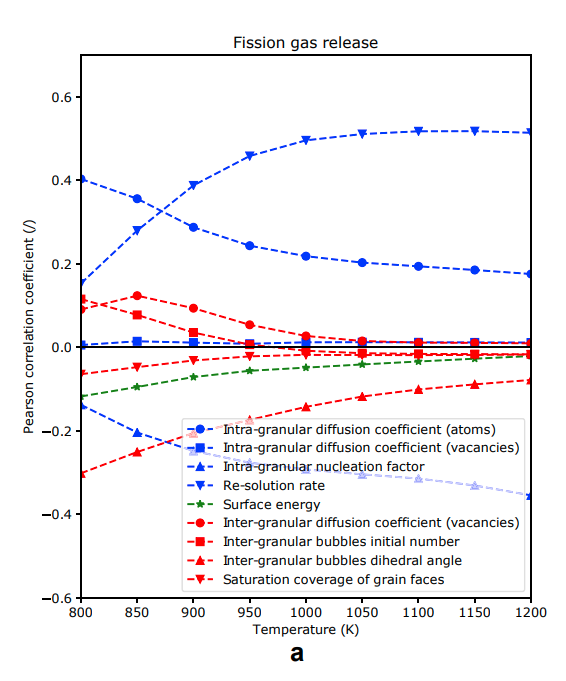 Fission gas release
Pearson correlation coefficient (/)
0.6
0.4
0.2
0.0
−0.2
−0.4
−0.6
Intra-granular diffusion coefficient (atoms)
Intra-granular diffusion coefficient (vacancies)
Intra-granular nucleation factor
Re-solution rate
Surface energy
Inter-granular diffusion coefficient (vacancies)
Inter-granular bubbles initial number
Inter-granular bubbles dihedral angle
Saturation coverage of grain faces
800 850 900 950 1000 1050 1100 1150 1200
Temperature (K)
a